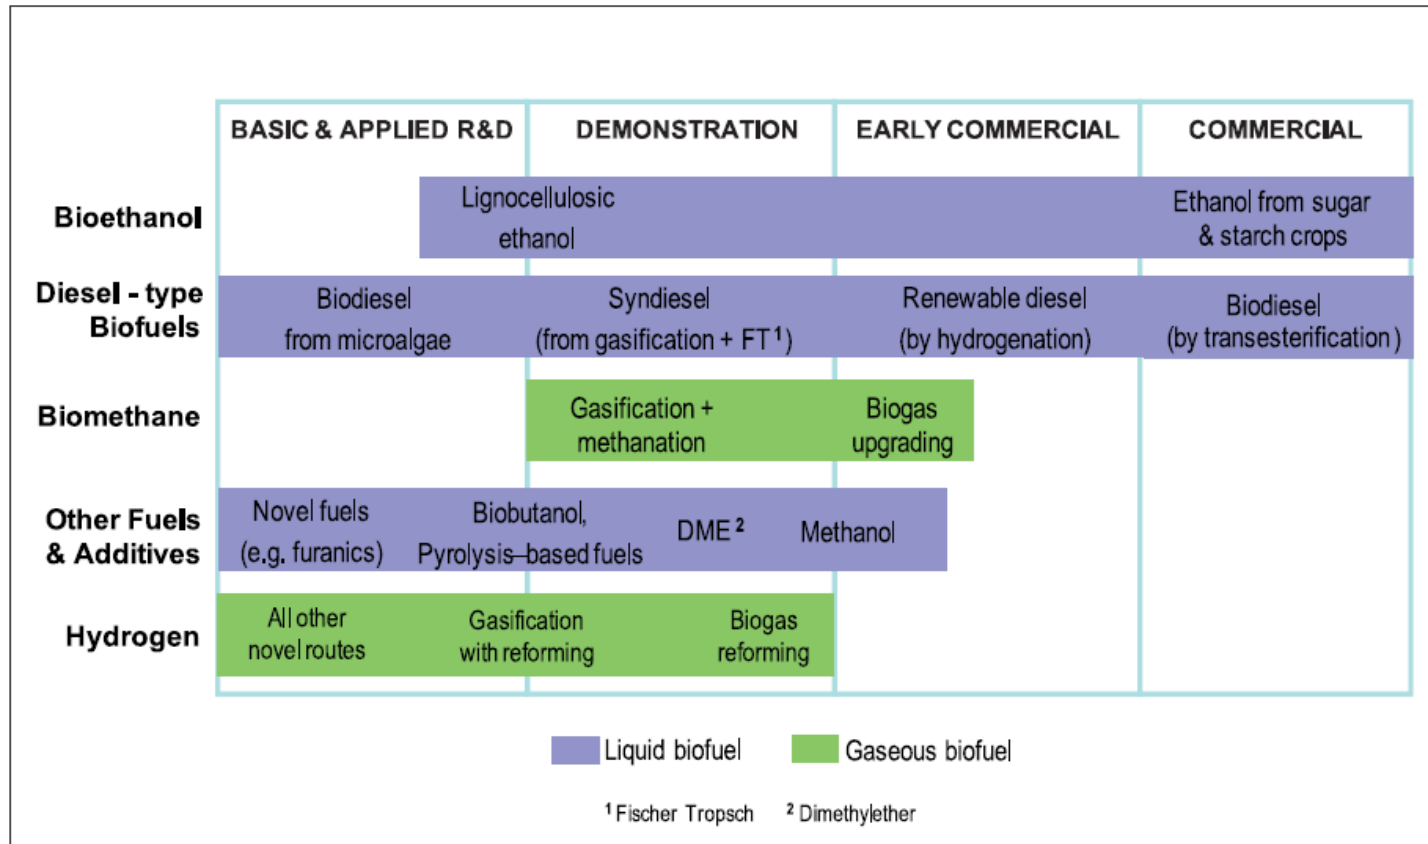 BASIC & APPLIED R&D DEMONSTRATION EARLY COMMERCIAL COMMERCIAL
Bioethanol
Lignocellulosic
ethanol
Ethanol from sugar
& starch crops
Diesel - type
Biofuels
Biodiesel
from microalgae
Syndiesel
(from gasification + FT¹)
Renewable diesel
(by hydrogenation)
Biodiesel
(by transesterification)
Biomethane
Gasification +
methanation
Biogas
upgrading
Other Fuels
& Additives
Novel fuels
(e.g. furanics)
Biobutanol,
Pyrolysis–based fuels
DME²
Methanol
Hydrogen
All other
novel routes
Gasification
with reforming
Biogas
reforming
Liquid biofuel Gaseous biofuel
¹ Fischer Tropsch ² Dimethylether